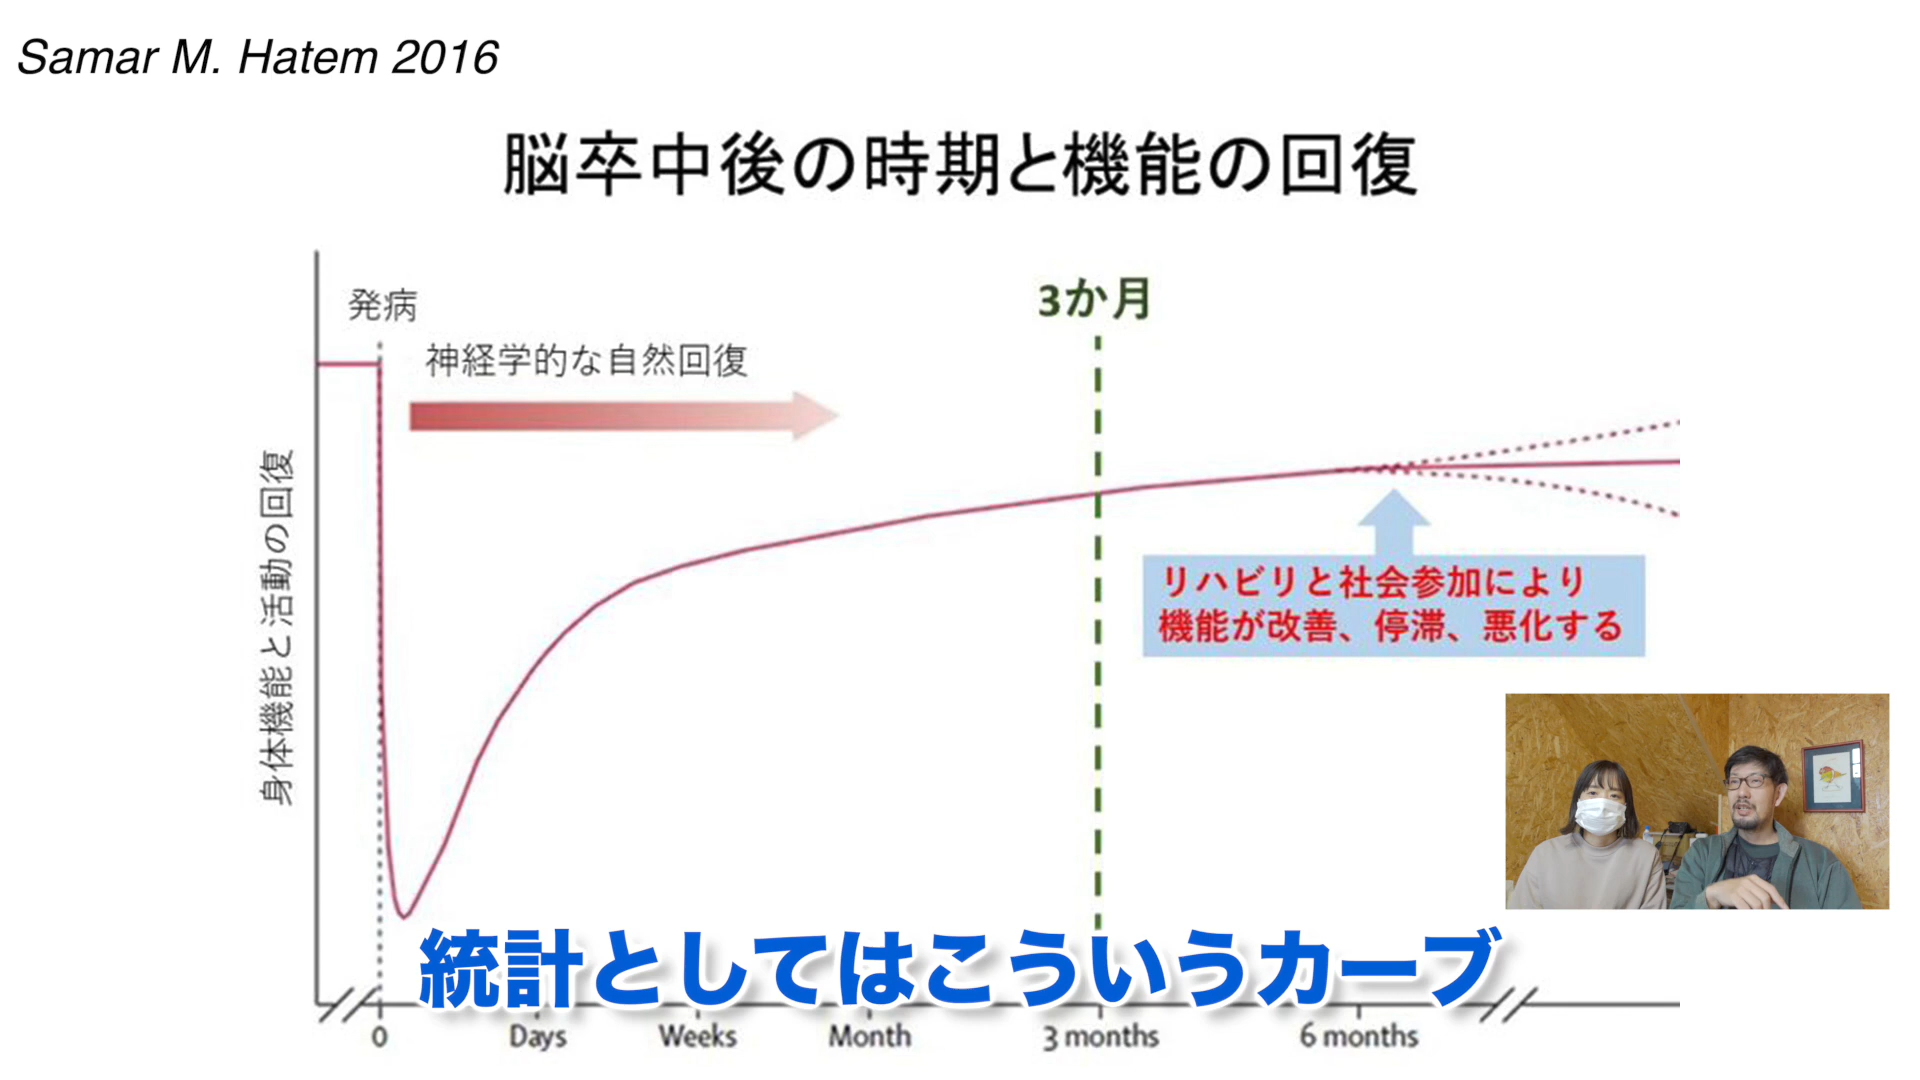 Samar M. Hatem 2016
脳卒中後の時期と機能の回復
3か月
発病
神経学的な自然回復
身体機能と活動の回復
リハビリと社会参加により
機能が改善、停滞、悪化する
統計としてはこういうカーブ
0
Days
Weeks
Month
3 months
6 months